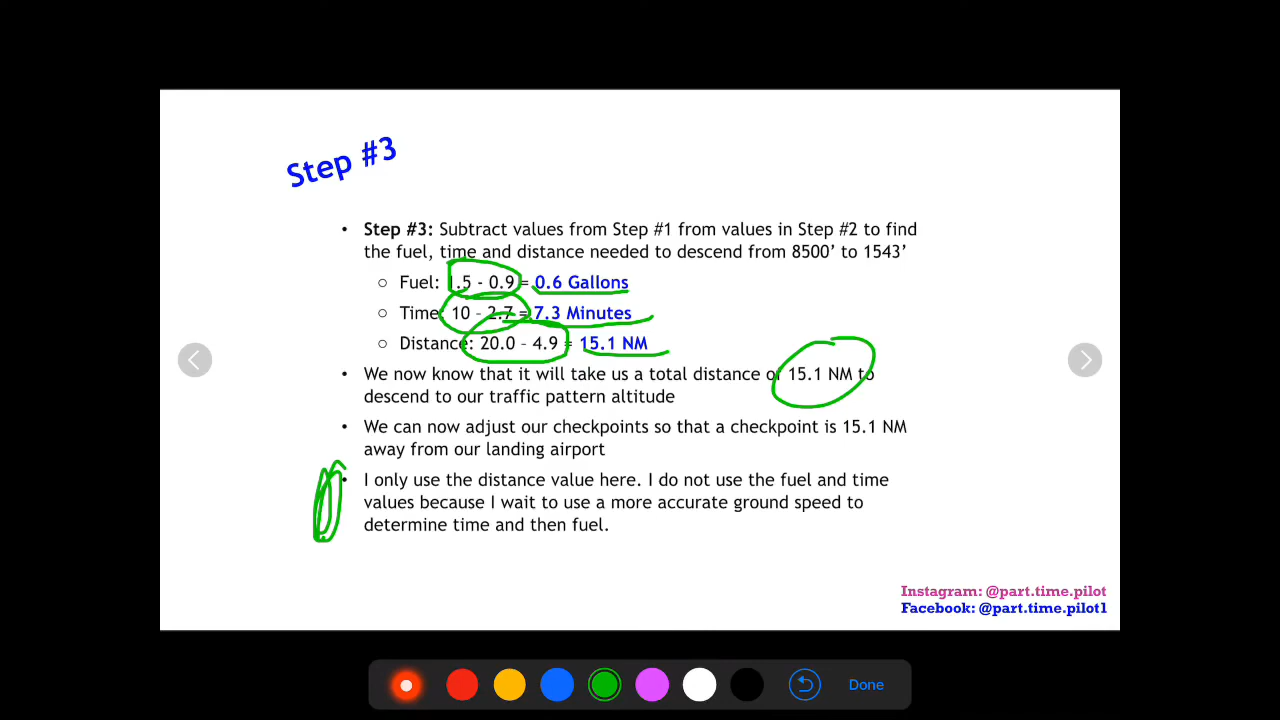 Step #3
• Step #3: Subtract values from Step #1 from values in Step #2 to find
the fuel, time and distance needed to descend from 8500’ to 1543’
○ Fuel: 1.5 - 0.9 = 0.6 Gallons
○ Time: 10 – 2.7 = 7.3 Minutes
○ Distance: 20.0 – 4.9 = 15.1 NM
• We now know that it will take us a total distance of 15.1 NM to
descend to our traffic pattern altitude
• We can now adjust our checkpoints so that a checkpoint is 15.1 NM
away from our landing airport
• I only use the distance value here. I do not use the fuel and time
values because I wait to use a more accurate ground speed to
determine time and then fuel.
Instagram: @part.time.pilot
Facebook: @part.time.pilot1
Done